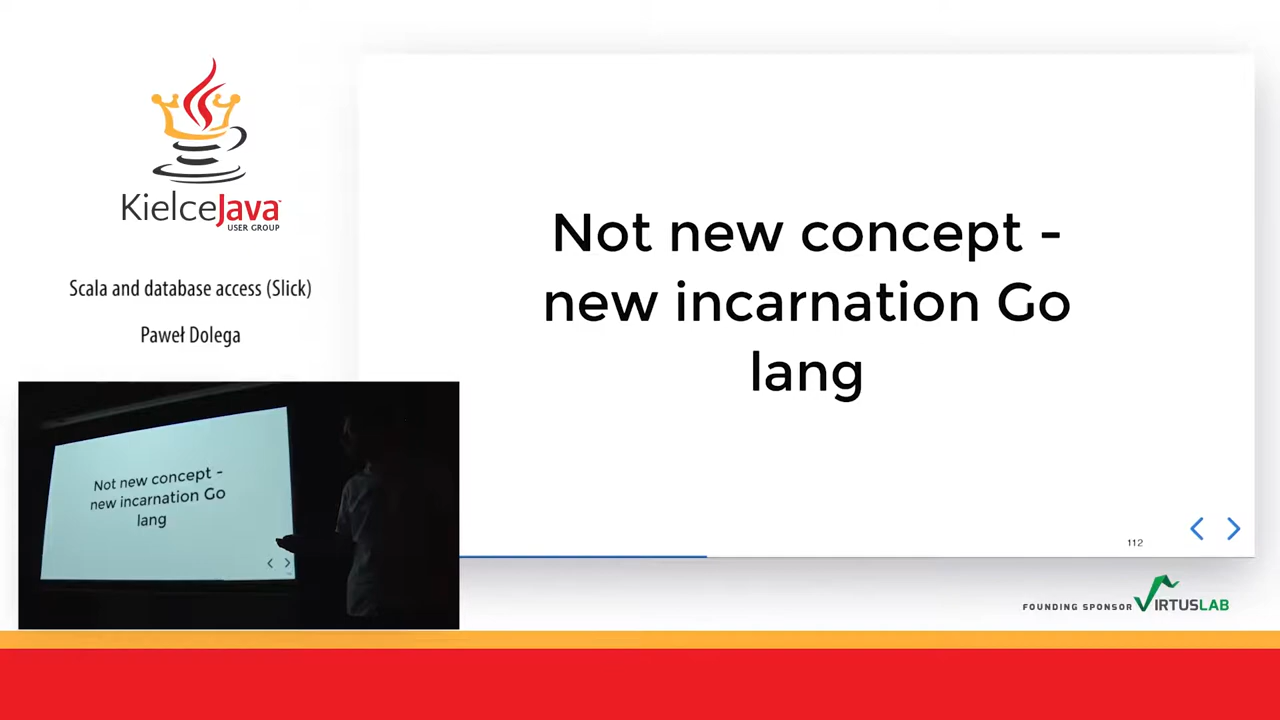 KielceJava
USER GROUP
Scala and database access (Slick)
Paweł Dolega
Not new concept -
new incarnation Go
lang
112
Not new concept -
new incarnation Go
lang
FOUNDING SPONSOR VIRTUSLAB